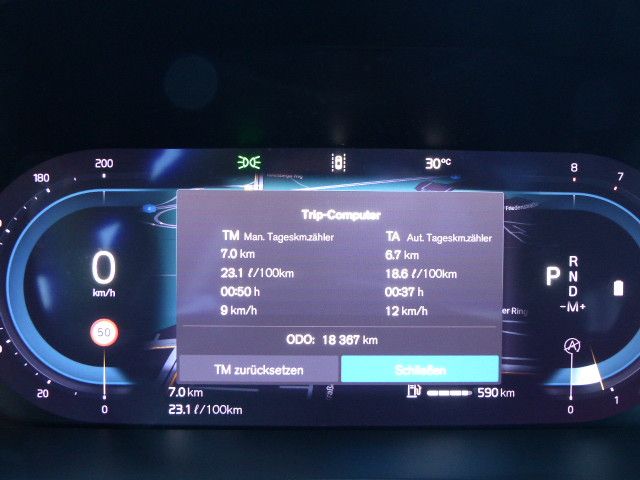 200
30°C
8
180
7
Trip-Computer
TM Man. Tageskm.zähler
TA Aut. Tageskm.zähler
7.0 km
6.7 km
23.1 ℓ/100km
18.6 ℓ/100km
00:50 h
00:37 h
9 km/h
12 km/h
ODO: 18 367 km
TM zurücksetzen
Schließen
0
km/h
50
P
R
N
D
-M+
A
er Ring
20
0
7.0 km
590 km
1
0
23.1 ℓ/100km